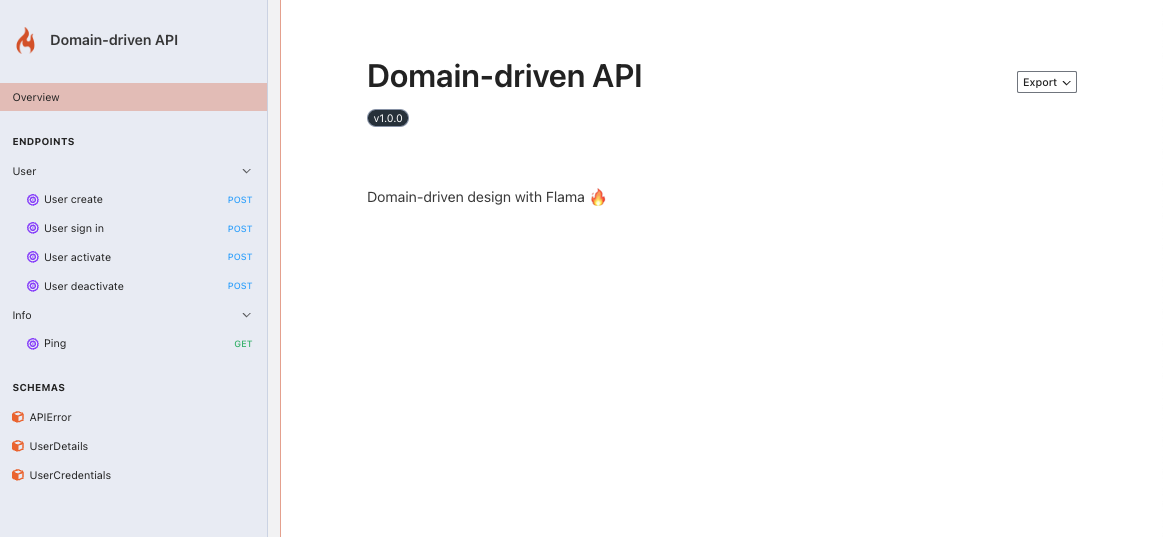 Domain-driven API
Overview
ENDPOINTS
User
User create POST
User sign in POST
User activate POST
User deactivate POST
Info
Ping GET
SCHEMAS
APIError
UserDetails
UserCredentials
Domain-driven API
Export
v1.0.0
Domain-driven design with Flama 🔥